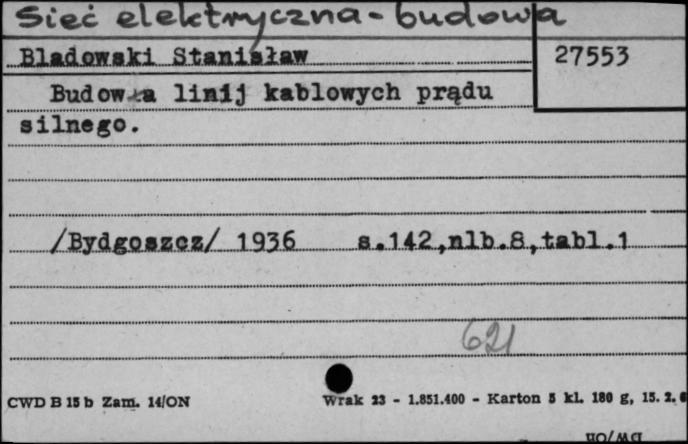 Sieć elektryczna - budowa
Bladowski Stanisław 27553
Budowa linij kablowych prądu
silnego.
/Bydgoszcz/ 1936 s.142,nlb.8,tabl.1
621
CWD B 15 b Zam. 14/ON Wrak 23 - 1.851.400 - Karton 5 kl. 180 g, 15. 2. 6